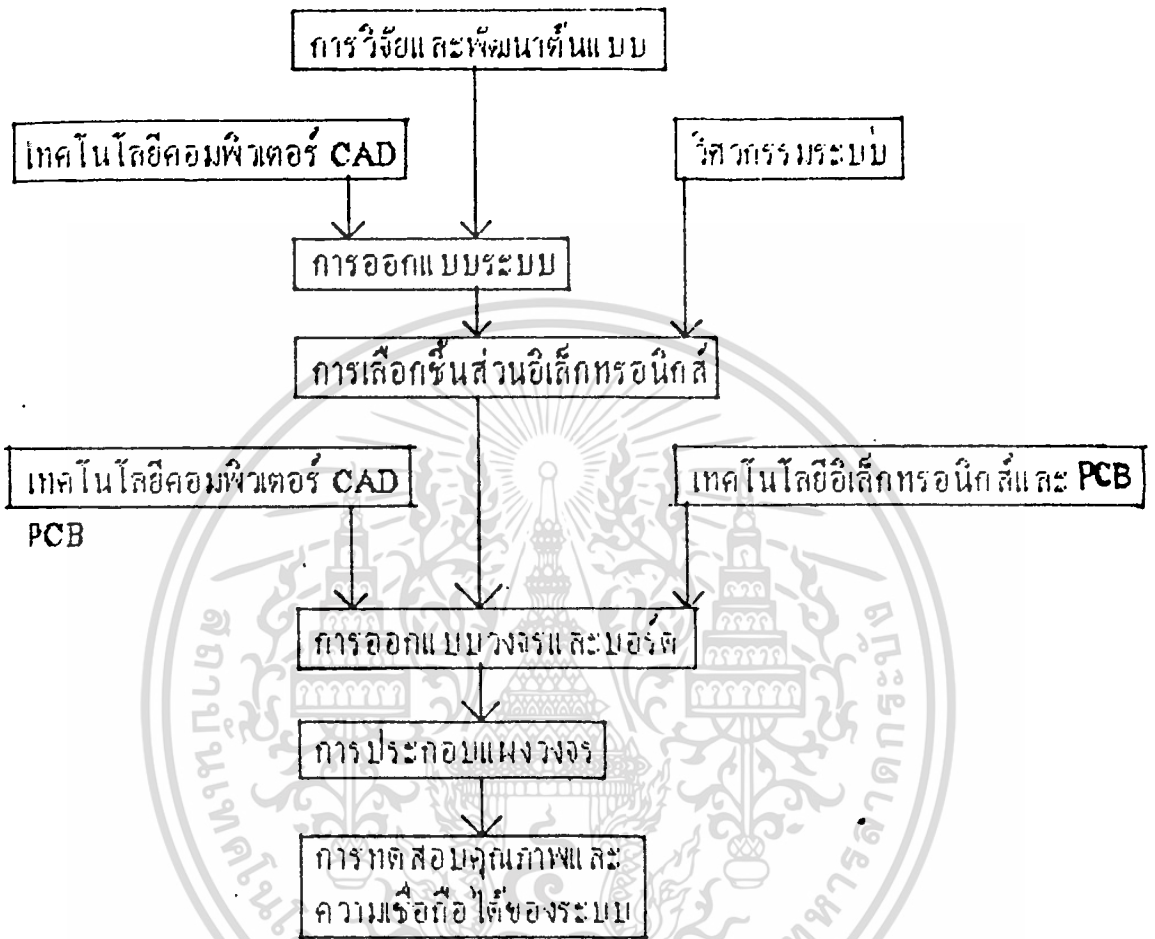 การวิจัยและพัฒนาต้นแบบ
เทคโนโลยีคอมพิวเตอร์ CAD
วิศวกรรมระบบ
การออกแบบระบบ
การเลือกชิ้นส่วนอิเล็กทรอนิกส์
เทคโนโลยีคอมพิวเตอร์ CAD
PCB
เทคโนโลยีอิเล็กทรอนิกส์และ PCB
การออกแบบวงจรและบอร์ด
การประกอบแผงวงจร
การทดสอบคุณภาพและ
ความเชื่อถือได้ของระบบ